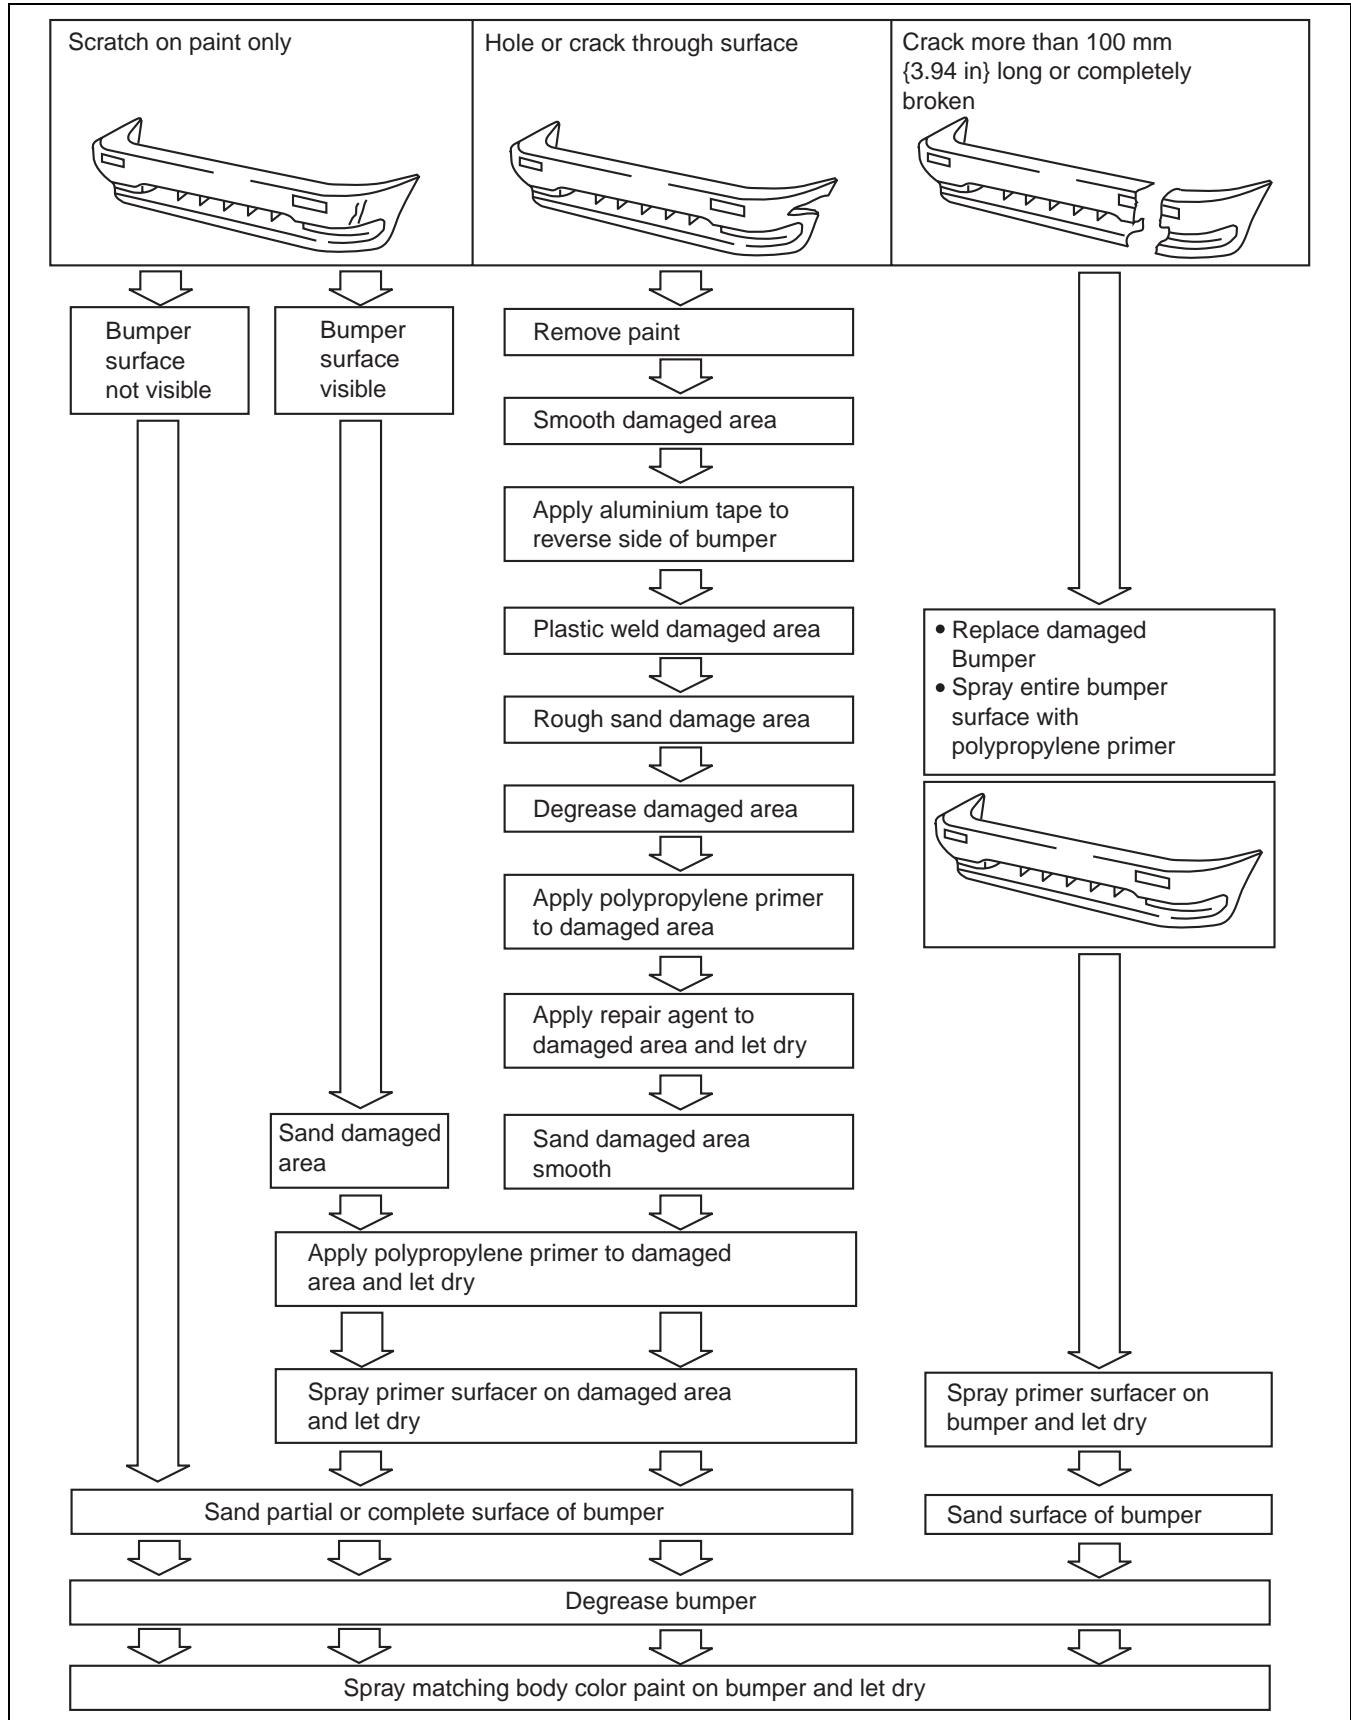 Scratch on paint only
Hole or crack through surface
Crack more than 100 mm
{3.94 in} long or completely
broken
Bumper
surface
not visible
Bumper
surface
visible
Remove paint
Smooth damaged area
Apply aluminium tape to
reverse side of bumper
Plastic weld damaged area
Rough sand damage area
Degrease damaged area
Apply polypropylene primer
to damaged area
Apply repair agent to
damaged area and let dry
• Replace damaged
Bumper
• Spray entire bumper
surface with
polypropylene primer
Sand damaged
area
Sand damaged area
smooth
Apply polypropylene primer to damaged
area and let dry
Spray primer surfacer on damaged area
and let dry
Spray primer surfacer on
bumper and let dry
Sand partial or complete surface of bumper
Sand surface of bumper
Degrease bumper
Spray matching body color paint on bumper and let dry